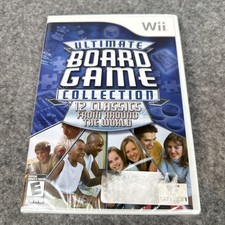 Wii
ULTIMATE
BOARD
GAME
COLLECTION
12 CLASSICS
FROM AROUND
THE WORLD
E